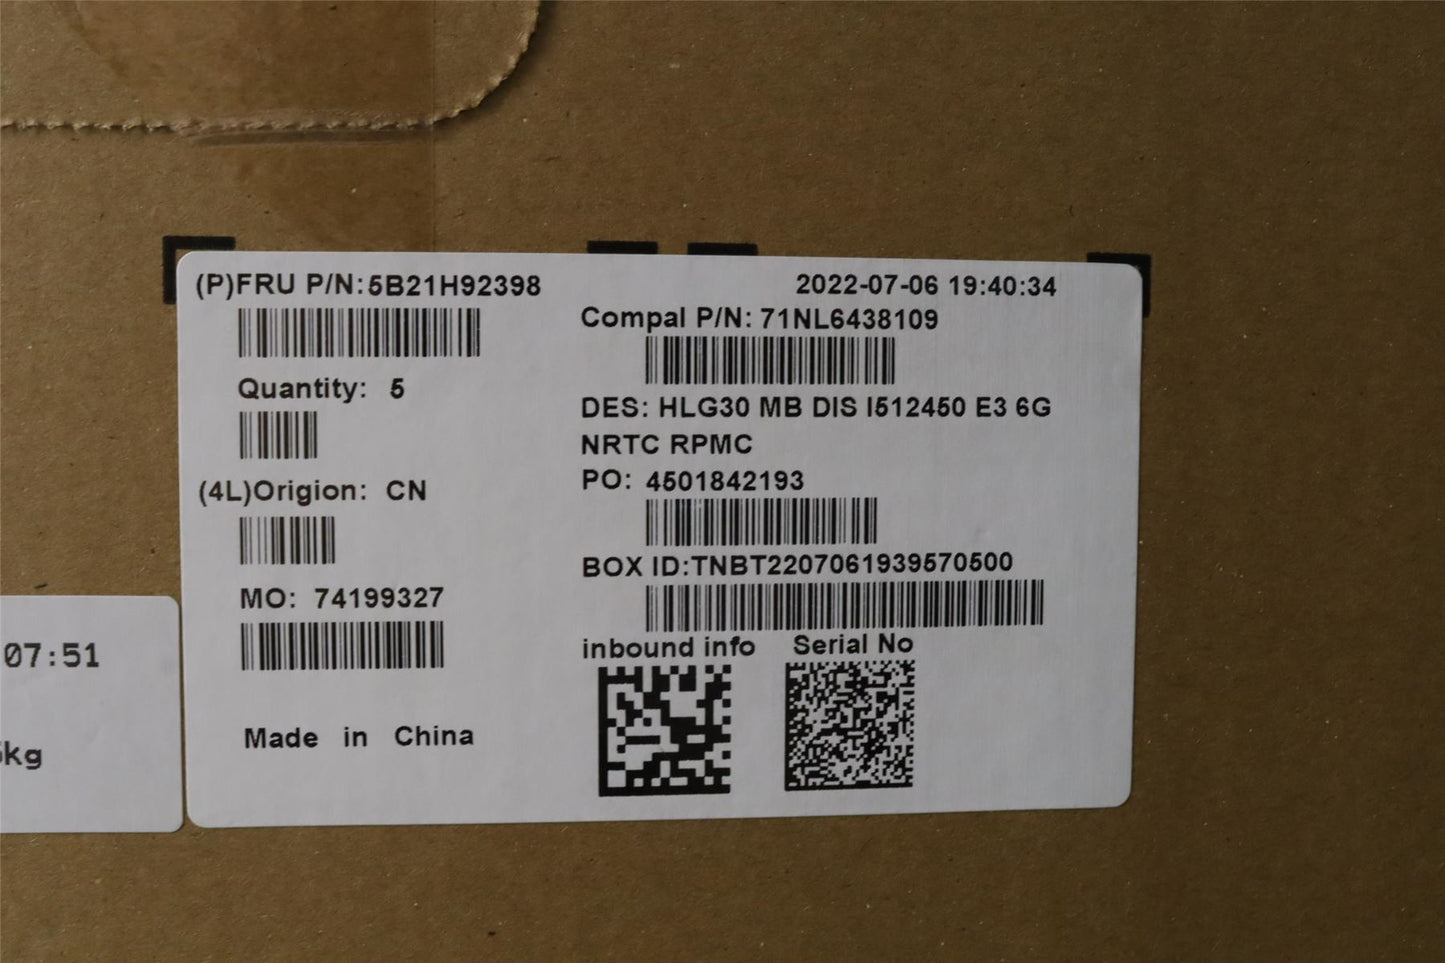 (P)FRU P/N:5B21H92398
2022-07-06 19:40:34
Compal P/N: 71NL6438109
Quantity: 5
DES: HLG30 MB DIS I512450 E3 6G
NRTC RPMC
(4L)Origion: CN
PO: 4501842193
BOX ID:TNBT2207061939570500
MO: 74199327
inbound info
Serial No
Made in China
07:51
kg